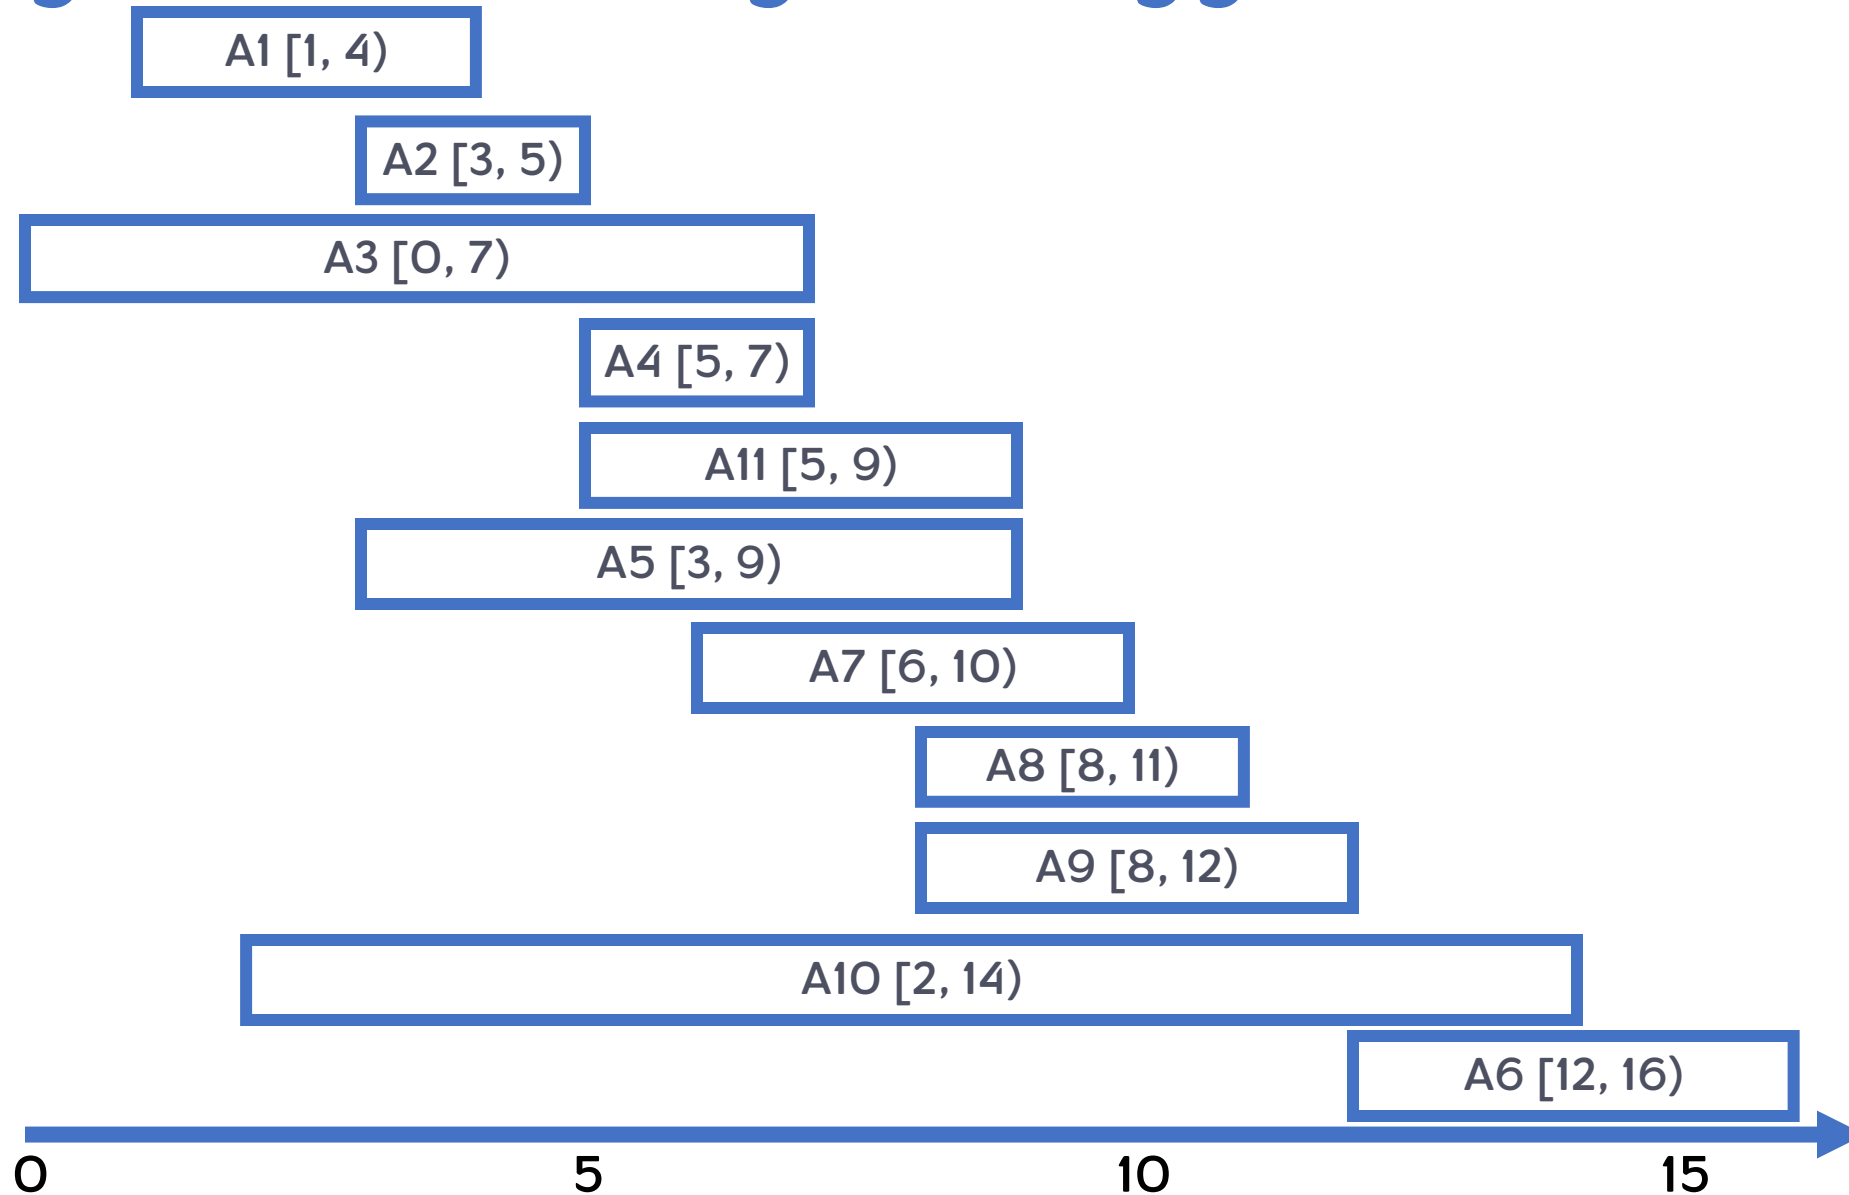 A1 [1, 4)
A2 [3, 5)
A3 [0, 7)
A4 [5, 7)
A11 [5, 9)
A5 [3, 9)
A7 [6, 10)
A8 [8, 11)
A9 [8, 12)
A10 [2, 14)
A6 [12, 16)
0 5 10 15